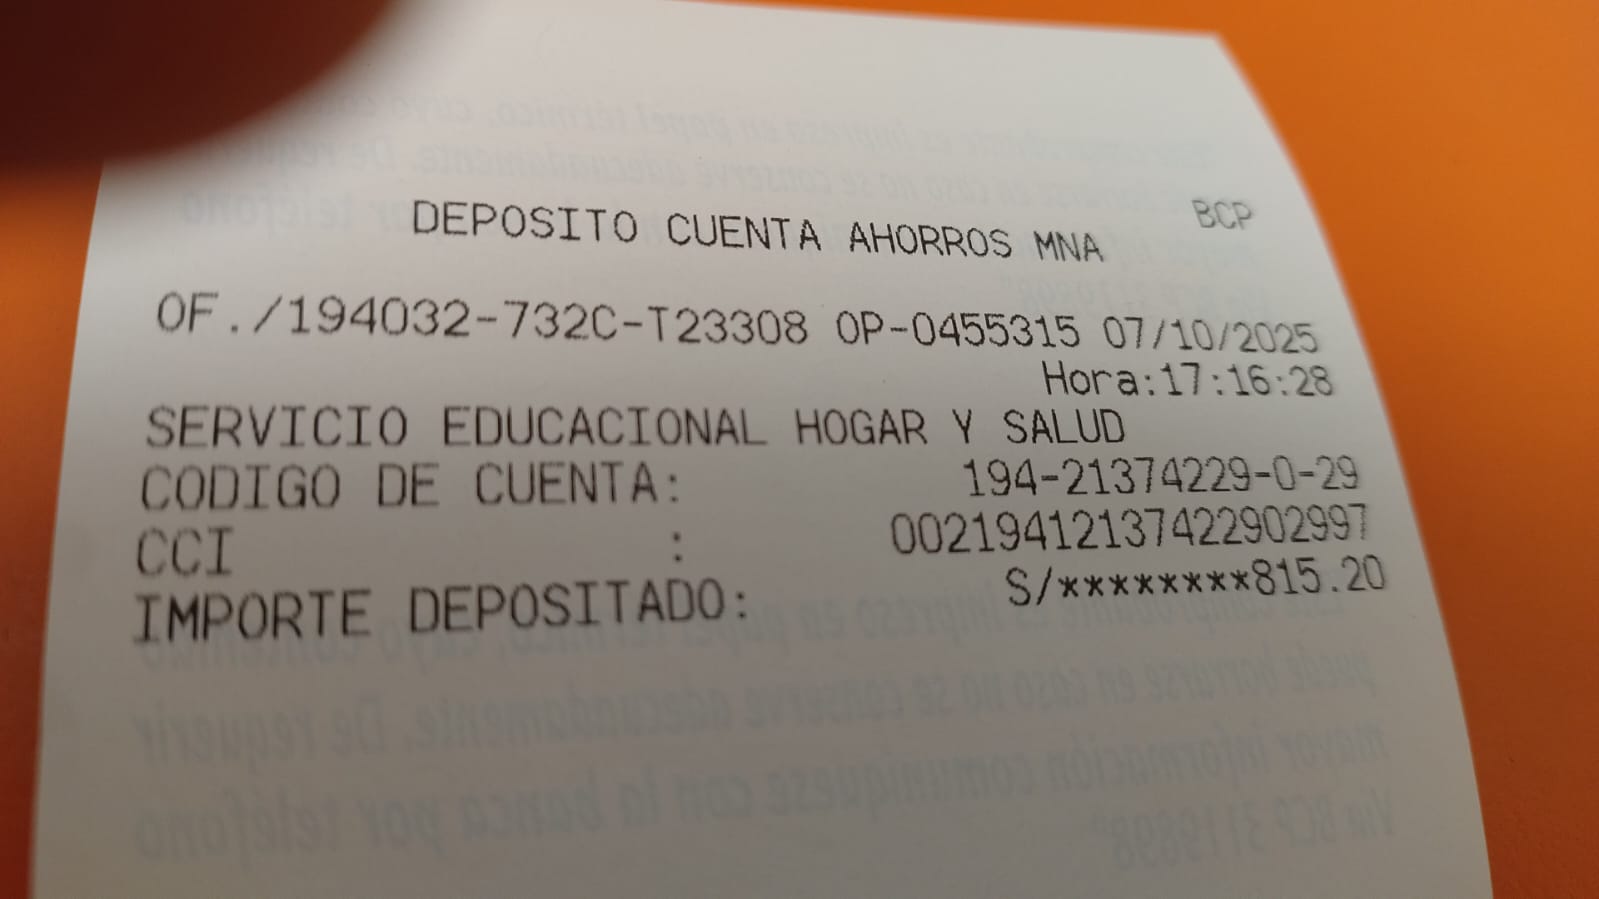 BCP
DEPOSITO CUENTA AHORROS MNA
OF./194032-732C-T23308 OP-0455315 07/10/2025
Hora:17:16:28
SERVICIO EDUCACIONAL HOGAR Y SALUD
CODIGO DE CUENTA: 194-21374229-0-29
CCI : 00219412137422902997
IMPORTE DEPOSITADO: S/********815.20